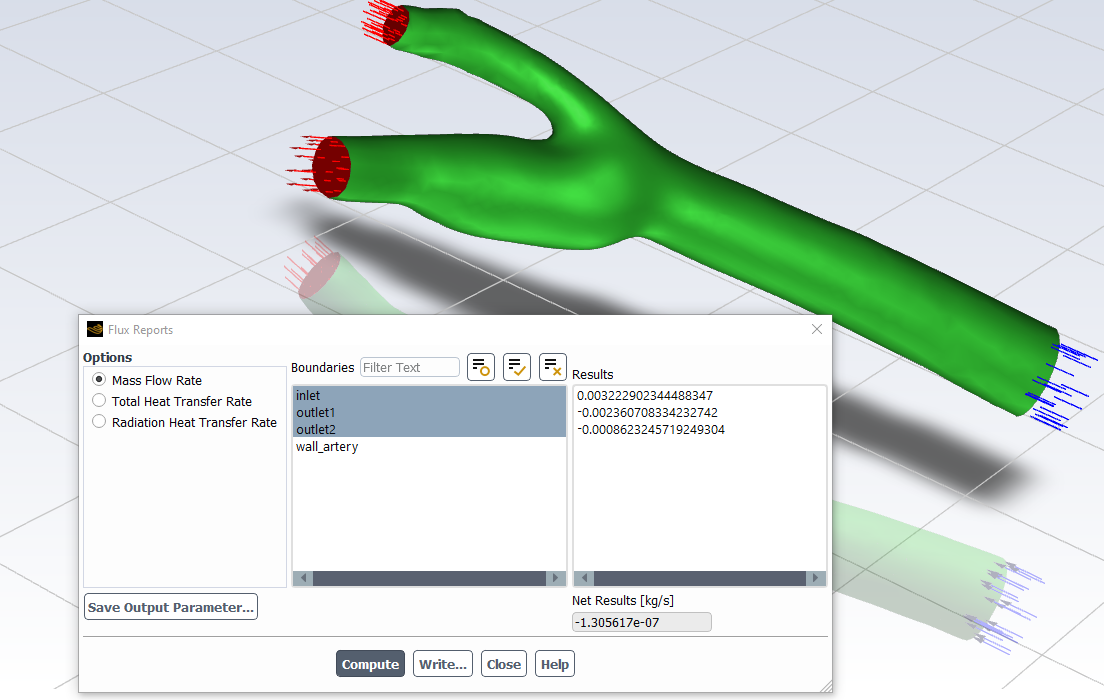 Flux Reports
Options
Mass Flow Rate
Total Heat Transfer Rate
Radiation Heat Transfer Rate
Save Output Parameter...
Boundaries Filter Text
inlet
outlet1
outlet2
wall_artery
Results
0.003222902344488347
-0.002360708334232742
-0.0008623245719249304
Net Results [kg/s]
-1.305617e-07
Compute Write... Close Help